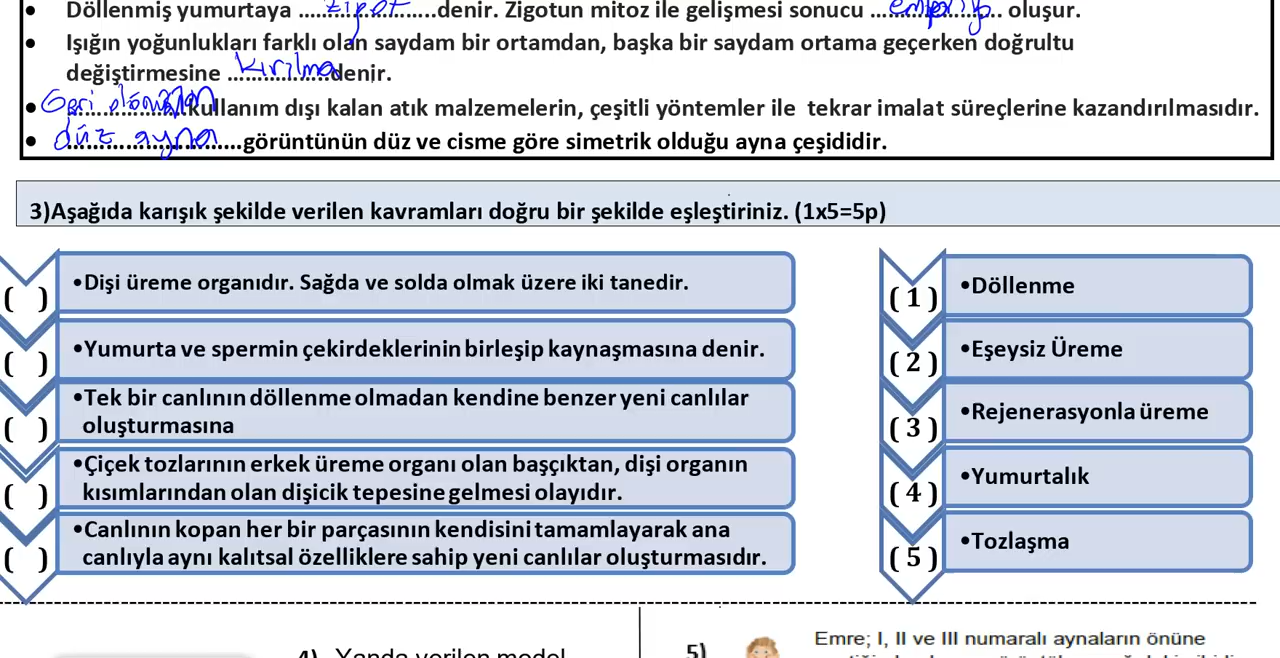 • Döllenmiş yumurtaya ......zigot......denir. Zigotun mitoz ile gelişmesi sonucu ......embriyo...... oluşur.
• Işığın yoğunlukları farklı olan saydam bir ortamdan, başka bir saydam ortama geçerken doğrultu
değiştirmesine ......kırılma......denir.
• Geri dönüşüm kullanım dışı kalan atık malzemelerin, çeşitli yöntemler ile tekrar imalat süreçlerine kazandırılmasıdır.
• düz ayna......görüntünün düz ve cisme göre simetrik olduğu ayna çeşididir.
3)Aşağıda karışık şekilde verilen kavramları doğru bir şekilde eşleştiriniz. (1x5=5p)
( ) •Dişi üreme organıdır. Sağda ve solda olmak üzere iki tanedir.
( ) •Yumurta ve spermin çekirdeklerinin birleşip kaynaşmasına denir.
( ) •Tek bir canlının döllenme olmadan kendine benzer yeni canlılar
oluşturmasına
( ) •Çiçek tozlarının erkek üreme organı olan başçıktan, dişi organın
kısımlarından olan dişicik tepesine gelmesi olayıdır.
( ) •Canlının kopan her bir parçasının kendisini tamamlayarak ana
canlıyla aynı kalıtsal özelliklere sahip yeni canlılar oluşturmasıdır.
( 1 ) •Döllenme
( 2 ) •Eşeysiz Üreme
( 3 ) •Rejenerasyonla üreme
( 4 ) •Yumurtalık
( 5 ) •Tozlaşma
4) Yanda verilen model
5) Emre; I, II ve III numaralı aynaların önüne